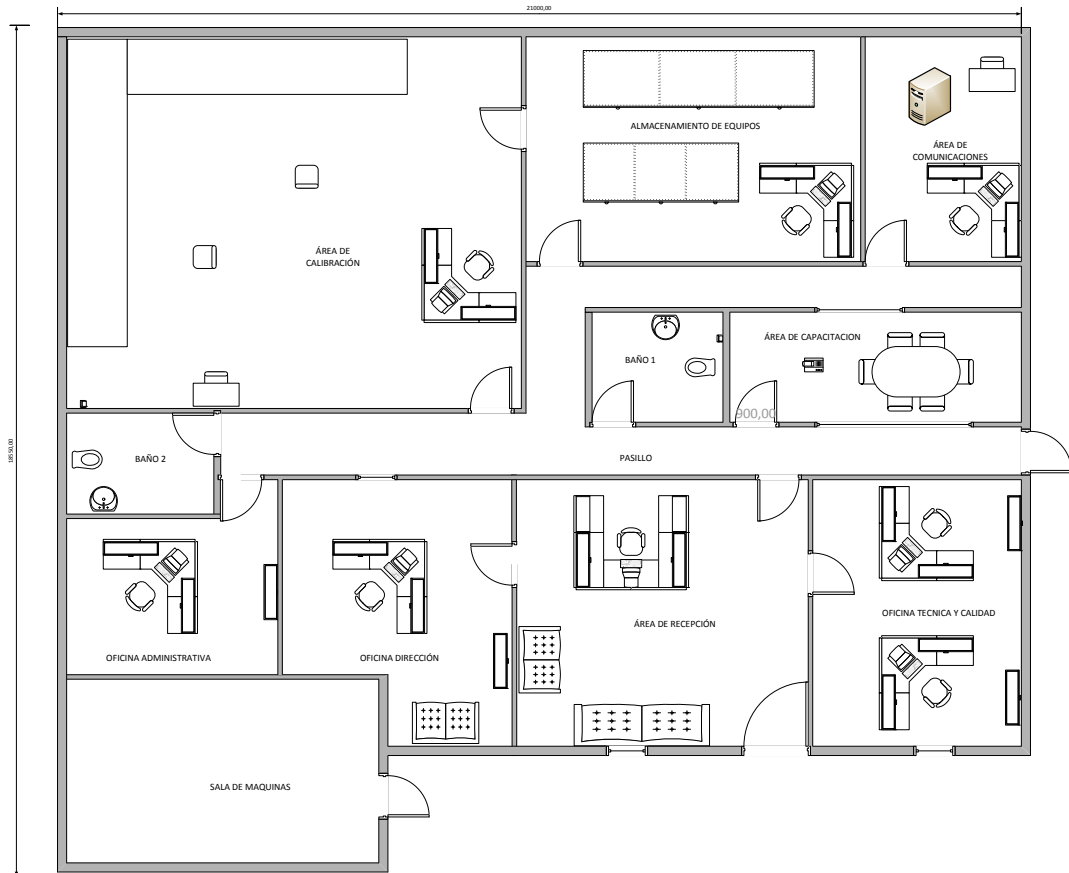 21000,00
18550,00
ALMACENAMIENTO DE EQUIPOS
ÁREA DE
COMUNICACIONES
ÁREA DE
CALIBRACIÓN
ÁREA DE CAPACITACION
BAÑO 1
900,00
BAÑO 2
PASILLO
OFICINA TECNICA Y CALIDAD
ÁREA DE RECEPCIÓN
OFICINA ADMINISTRATIVA
OFICINA DIRECCIÓN
SALA DE MAQUINAS